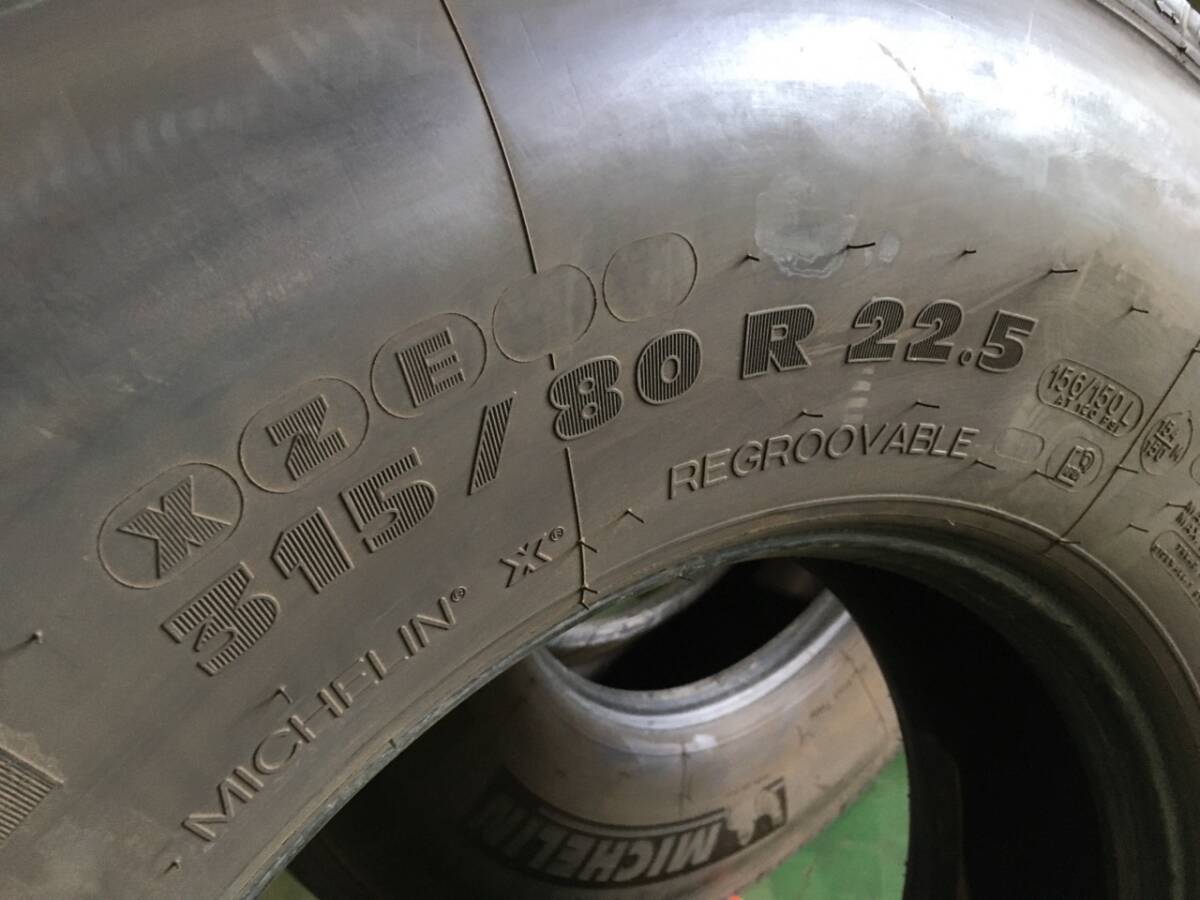 XZE
315/80 R 22.5
MICHELIN® X®
REGROOVABLE
156/150 L
MICHELIN